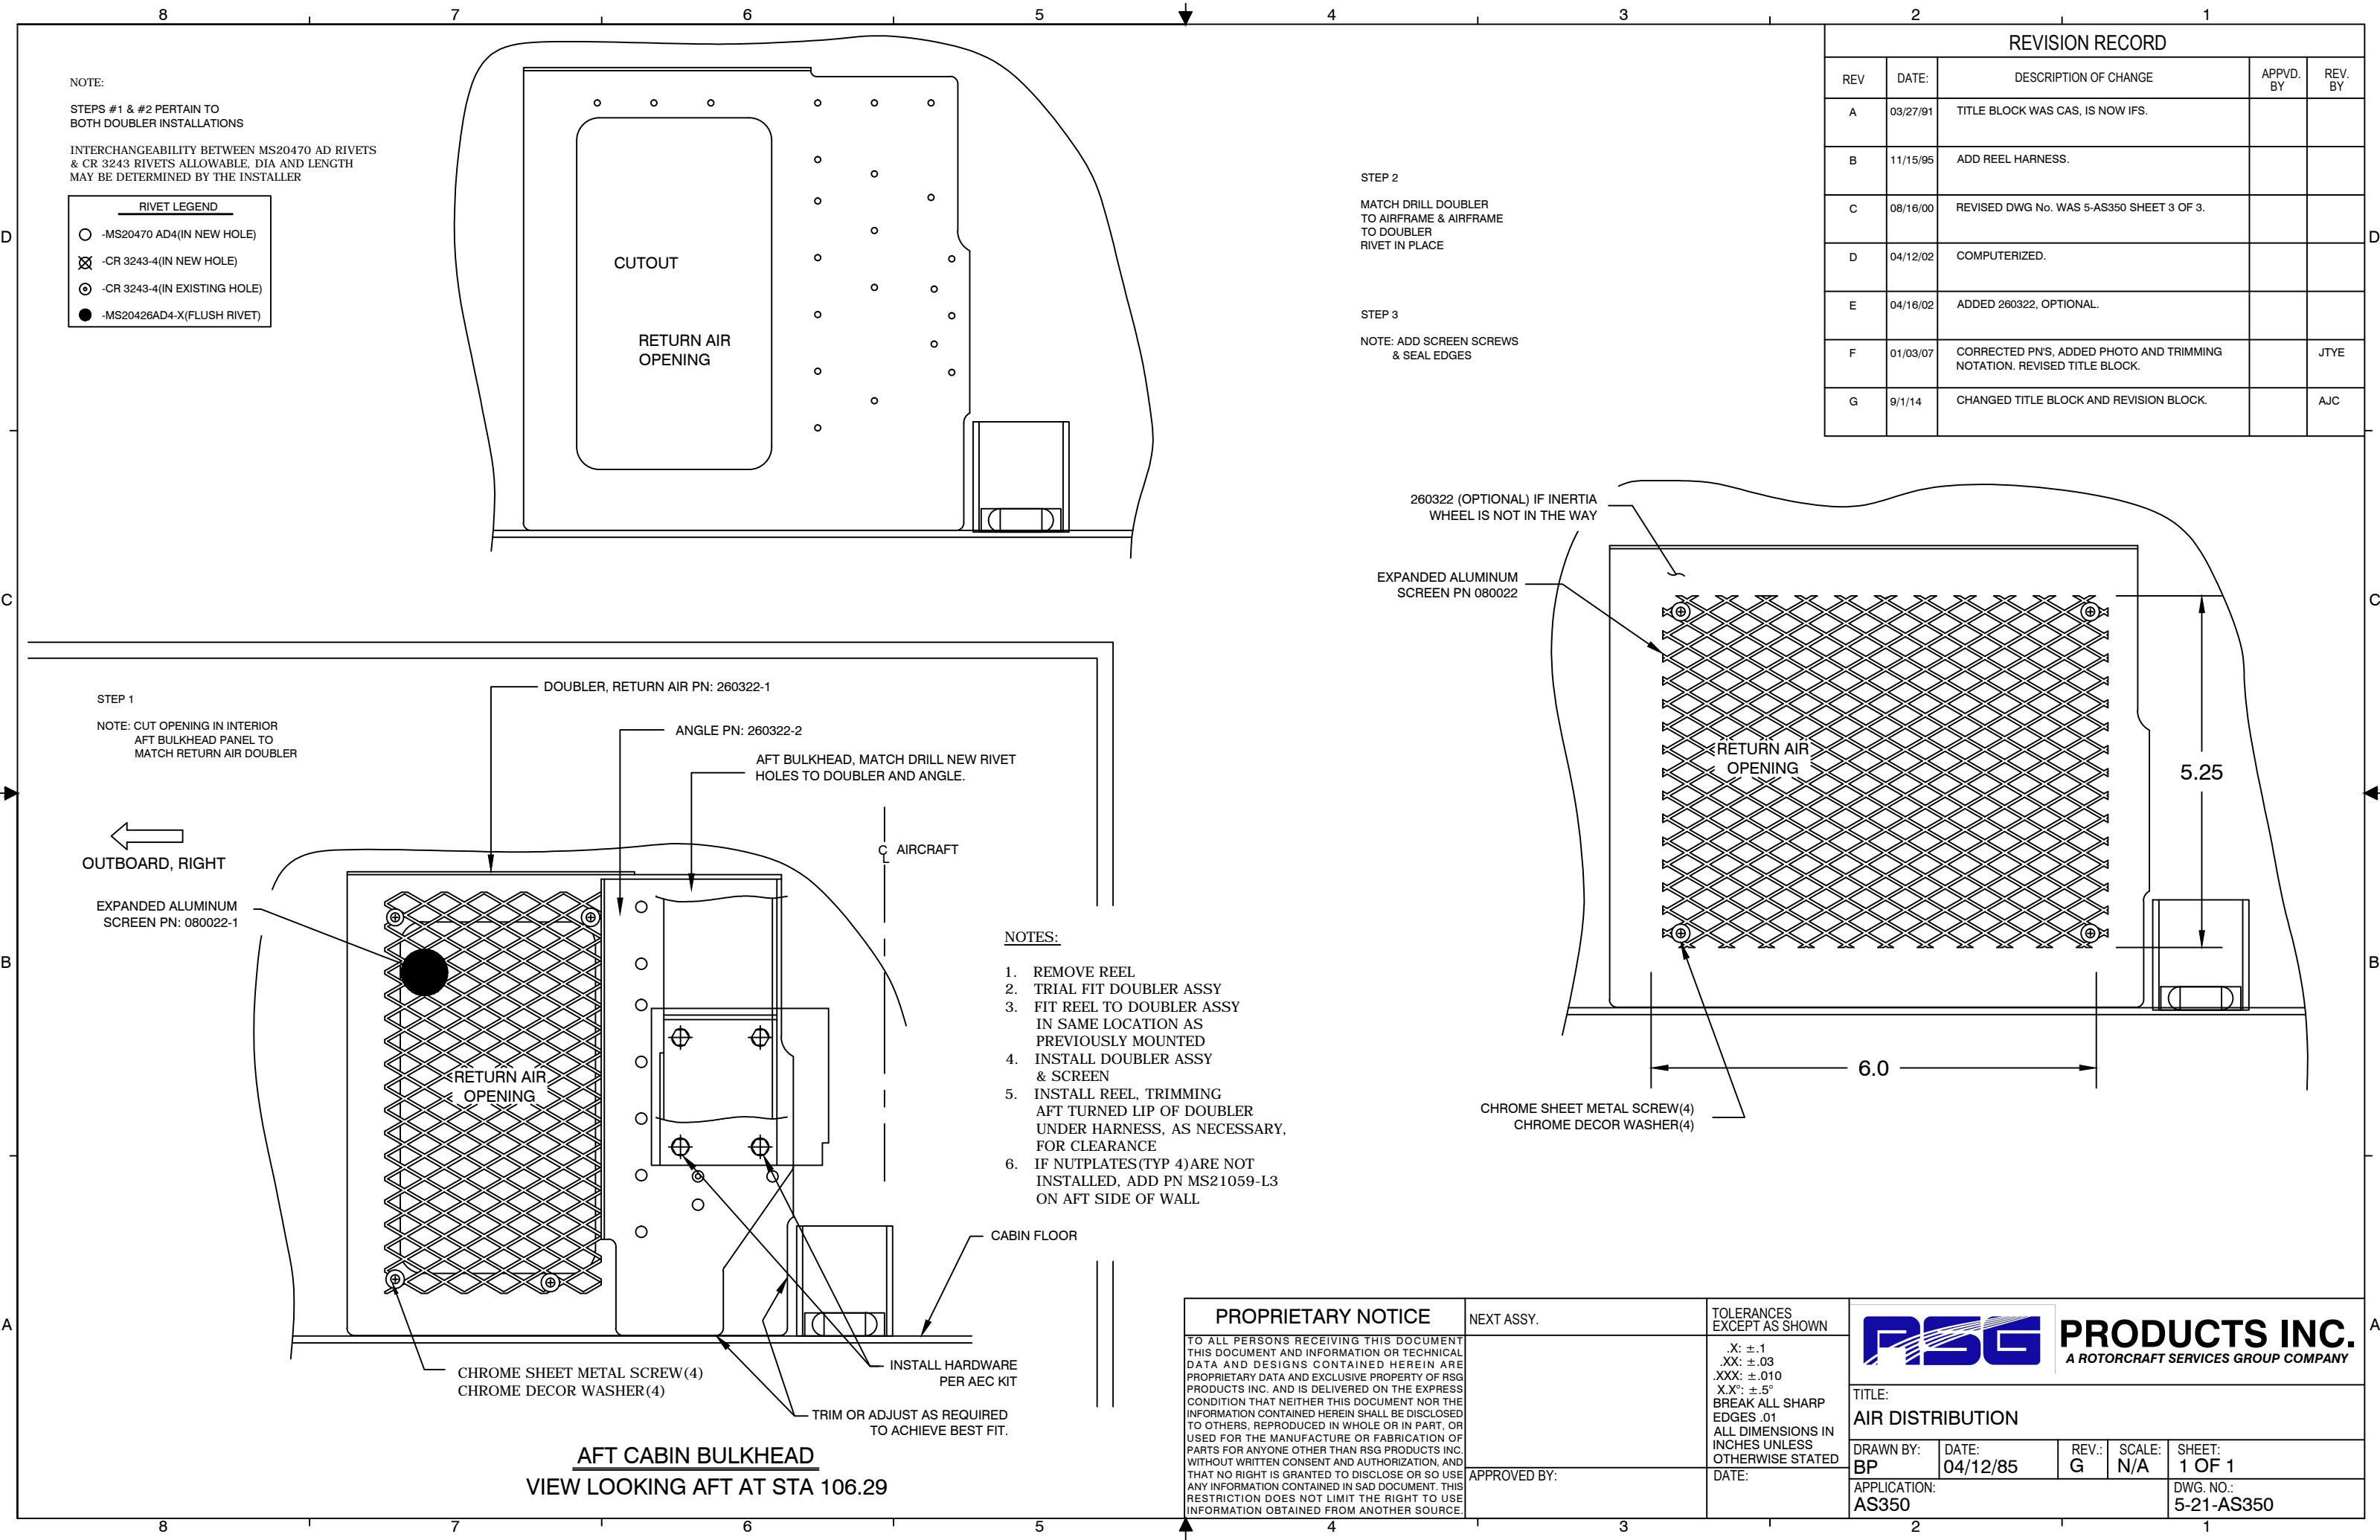 8 7 6 5 4 3 2 1
NOTE:
STEPS #1 & #2 PERTAIN TO
BOTH DOUBLER INSTALLATIONS
INTERCHANGEABILITY BETWEEN MS20470 AD RIVETS
& CR 3243 RIVETS ALLOWABLE, DIA AND LENGTH
MAY BE DETERMINED BY THE INSTALLER
RIVET LEGEND
-MS20470 AD4(IN NEW HOLE)
-CR 3243-4(IN NEW HOLE)
-CR 3243-4(IN EXISTING HOLE)
-MS20426AD4-X(FLUSH RIVET)
CUTOUT
RETURN AIR
OPENING
STEP 2
MATCH DRILL DOUBLER
TO AIRFRAME & AIRFRAME
TO DOUBLER
RIVET IN PLACE
STEP 3
NOTE: ADD SCREEN SCREWS
& SEAL EDGES
REVISION RECORD
REV DATE: DESCRIPTION OF CHANGE APPVD. BY REV. BY
A 03/27/91 TITLE BLOCK WAS CAS, IS NOW IFS.
B 11/15/95 ADD REEL HARNESS.
C 08/16/00 REVISED DWG No. WAS 5-AS350 SHEET 3 OF 3.
D 04/12/02 COMPUTERIZED.
E 04/16/02 ADDED 260322, OPTIONAL.
F 01/03/07 CORRECTED PN'S, ADDED PHOTO AND TRIMMING JTYE
NOTATION. REVISED TITLE BLOCK.
G 9/1/14 CHANGED TITLE BLOCK AND REVISION BLOCK. AJC
D D
C C
B B
A A
260322 (OPTIONAL) IF INERTIA
WHEEL IS NOT IN THE WAY
EXPANDED ALUMINUM
SCREEN PN 080022
RETURN AIR
OPENING
5.25
6.0
CHROME SHEET METAL SCREW(4)
CHROME DECOR WASHER(4)
STEP 1
NOTE: CUT OPENING IN INTERIOR
AFT BULKHEAD PANEL TO
MATCH RETURN AIR DOUBLER
DOUBLER, RETURN AIR PN: 260322-1
ANGLE PN: 260322-2
AFT BULKHEAD, MATCH DRILL NEW RIVET
HOLES TO DOUBLER AND ANGLE.
OUTBOARD, RIGHT
CL AIRCRAFT
EXPANDED ALUMINUM
SCREEN PN: 080022-1
RETURN AIR
OPENING
NOTES:
1. REMOVE REEL
2. TRIAL FIT DOUBLER ASSY
3. FIT REEL TO DOUBLER ASSY
IN SAME LOCATION AS
PREVIOUSLY MOUNTED
4. INSTALL DOUBLER ASSY
& SCREEN
5. INSTALL REEL, TRIMMING
AFT TURNED LIP OF DOUBLER
UNDER HARNESS, AS NECESSARY,
FOR CLEARANCE
6. IF NUTPLATES(TYP 4)ARE NOT
INSTALLED, ADD PN MS21059-L3
ON AFT SIDE OF WALL
CABIN FLOOR
CHROME SHEET METAL SCREW(4)
CHROME DECOR WASHER(4)
INSTALL HARDWARE
PER AEC KIT
TRIM OR ADJUST AS REQUIRED
TO ACHIEVE BEST FIT.
AFT CABIN BULKHEAD
VIEW LOOKING AFT AT STA 106.29
PROPRIETARY NOTICE
TO ALL PERSONS RECEIVING THIS DOCUMENT
THIS DOCUMENT AND INFORMATION OR TECHNICAL
DATA AND DESIGNS CONTAINED HEREIN ARE
PROPRIETARY DATA AND EXCLUSIVE PROPERTY OF RSG
PRODUCTS INC. AND IS DELIVERED ON THE EXPRESS
CONDITION THAT NEITHER THIS DOCUMENT NOR THE
INFORMATION CONTAINED HEREIN SHALL BE DISCLOSED
TO OTHERS, REPRODUCED IN WHOLE OR IN PART, OR
USED FOR THE MANUFACTURE OR FABRICATION OF
PARTS FOR ANYONE OTHER THAN RSG PRODUCTS INC.
WITHOUT WRITTEN CONSENT AND AUTHORIZATION, AND
THAT NO RIGHT IS GRANTED TO DISCLOSE OR SO USE
ANY INFORMATION CONTAINED IN SAD DOCUMENT. THIS
RESTRICTION DOES NOT LIMIT THE RIGHT TO USE
INFORMATION OBTAINED FROM ANOTHER SOURCE.
NEXT ASSY.
APPROVED BY:
TOLERANCES
EXCEPT AS SHOWN
.X: ±.1
.XX: ±.03
.XXX: ±.010
X.X°: ±.5°
BREAK ALL SHARP
EDGES .01
ALL DIMENSIONS IN
INCHES UNLESS
OTHERWISE STATED
DATE:
RSG PRODUCTS INC.
A ROTORCRAFT SERVICES GROUP COMPANY
TITLE:
AIR DISTRIBUTION
DRAWN BY: DATE: REV.: SCALE: SHEET:
BP 04/12/85 G N/A 1 OF 1
APPLICATION: DWG. NO.:
AS350 5-21-AS350
8 7 6 5 4 3 2 1